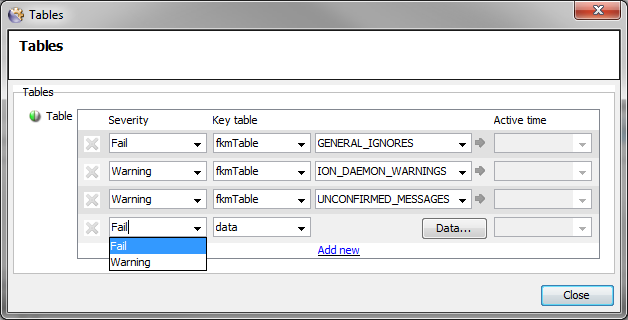 Tables
Tables
Tables
Table
Severity Key table Active time
Fail fkmTable GENERAL_IGNORES
Warning fkmTable ION_DAEMON_WARNINGS
Warning fkmTable UNCONFIRMED_MESSAGES
Fail data Data...
Fail
Warning
Add new
Close